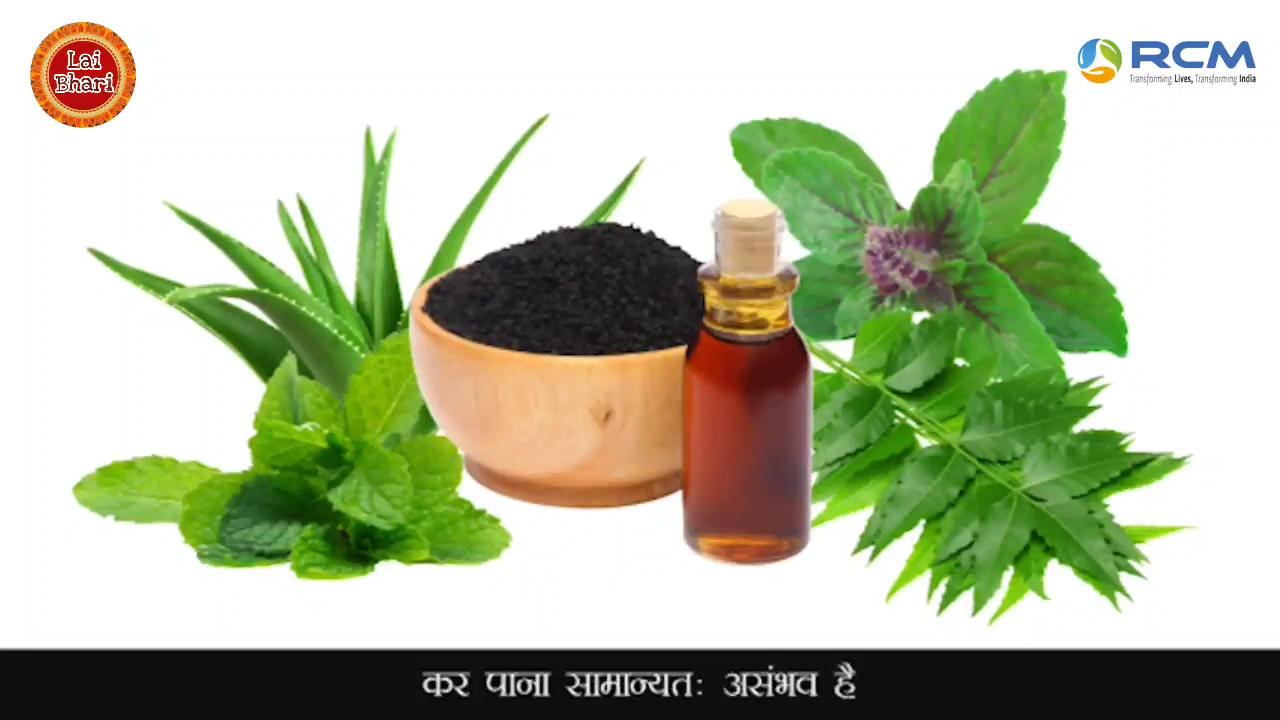 Lai
Bhari
RCM
Transforming Lives, Transforming India
कर पाना सामान्यतः असंभव है